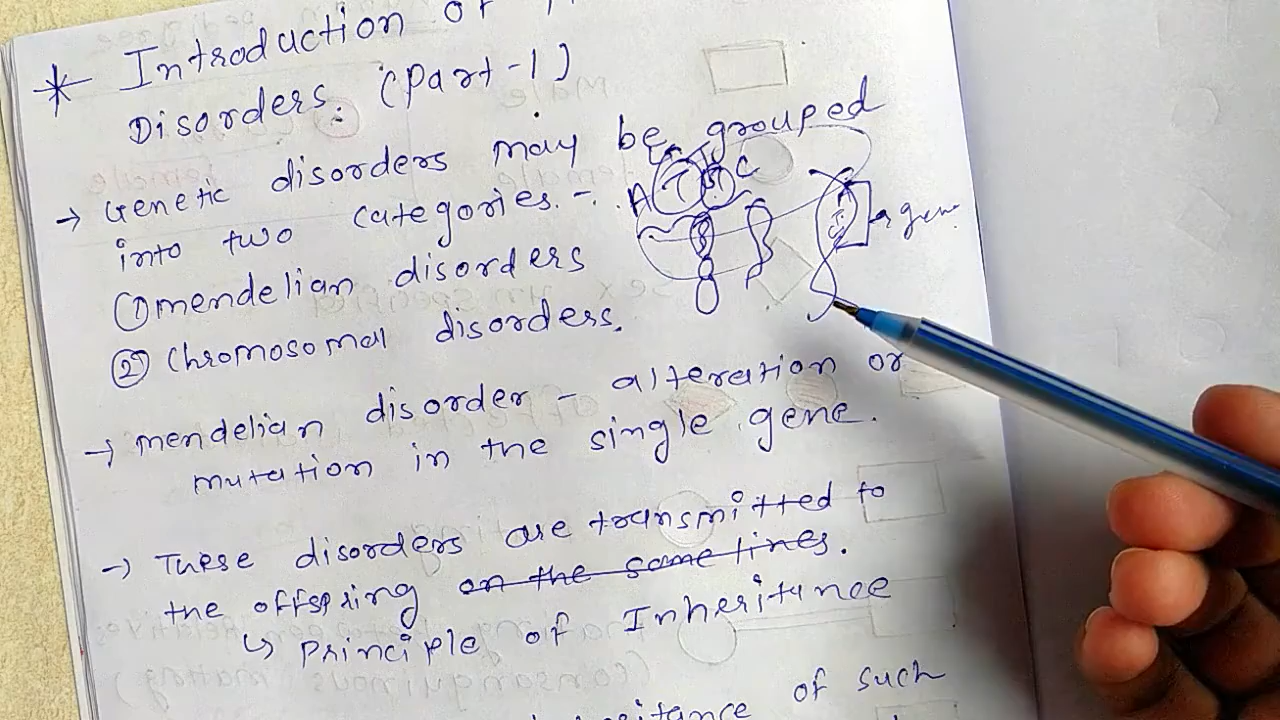 * Introduction of
Disorders. (Part-1)
→ Genetic disorders may be grouped
into two categories. -
A T ST C
a gene
① mendelian disorders
② Chromosomal disorders.
→ mendelian disorder - alteration or
mutation in the single gene.
→ These disorders are transmitted to
the offspring on the same lines.
↳ Principle of Inheritance
of such